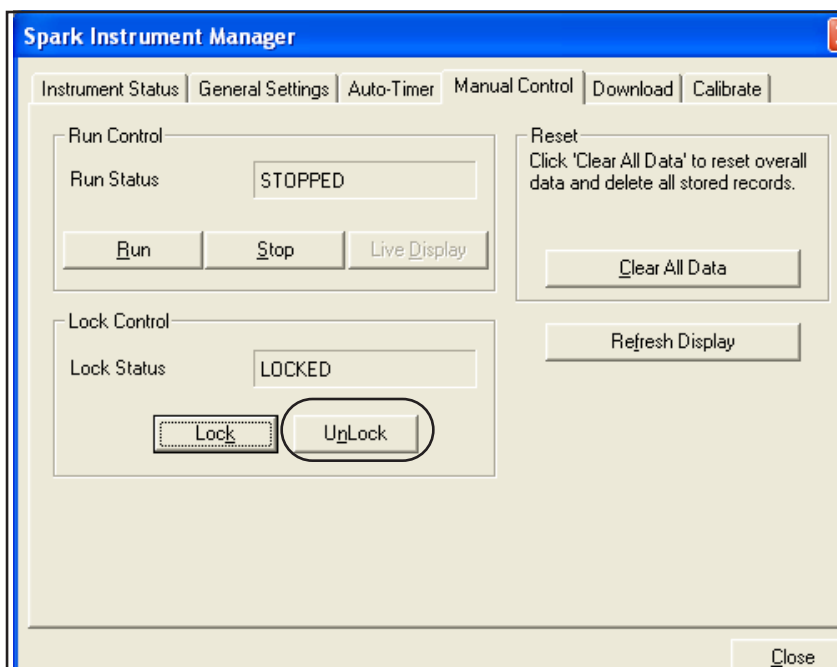 Spark Instrument Manager
Instrument Status General Settings Auto-Timer Manual Control Download Calibrate
Run Control
Run Status STOPPED
Run Stop Live Display
Lock Control
Lock Status LOCKED
Lock UnLock
Reset
Click 'Clear All Data' to reset overall
data and delete all stored records.
Clear All Data
Refresh Display
Close